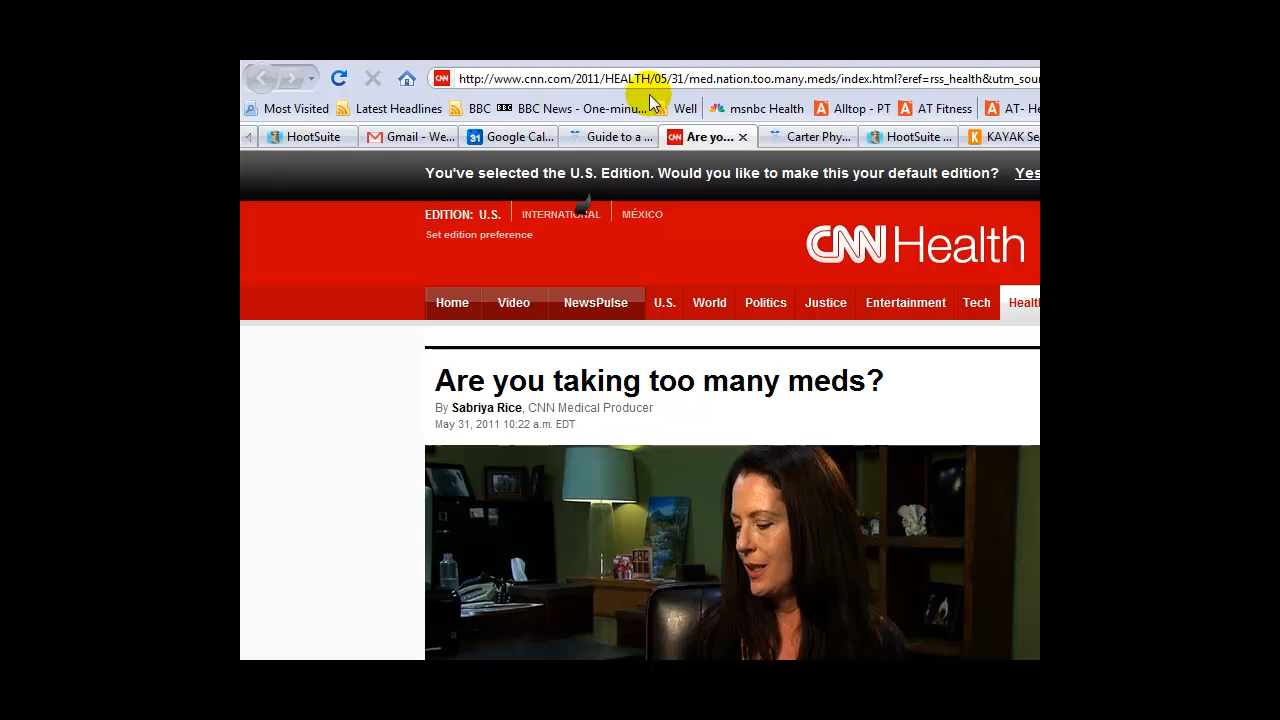 CNN http://www.cnn.com/2011/HEALTH/05/31/med.nation.too.many.meds/index.html?eref=rss_health&utm_sou
Most Visited Latest Headlines BBC BBC News - One-minu... Well msnbc Health Alltop - PT AT Fitness AT- He
HootSuite Gmail - We... 31 Google Cal... Guide to a ... CNN Are yo... Carter Phy... HootSuite ... K KAYAK Se
You've selected the U.S. Edition. Would you like to make this your default edition? Yes
EDITION: U.S. INTERNATIONAL MÉXICO
Set edition preference
CNN Health
Home Video NewsPulse U.S. World Politics Justice Entertainment Tech Health
Are you taking too many meds?
By Sabriya Rice, CNN Medical Producer
May 31, 2011 10:22 a.m. EDT